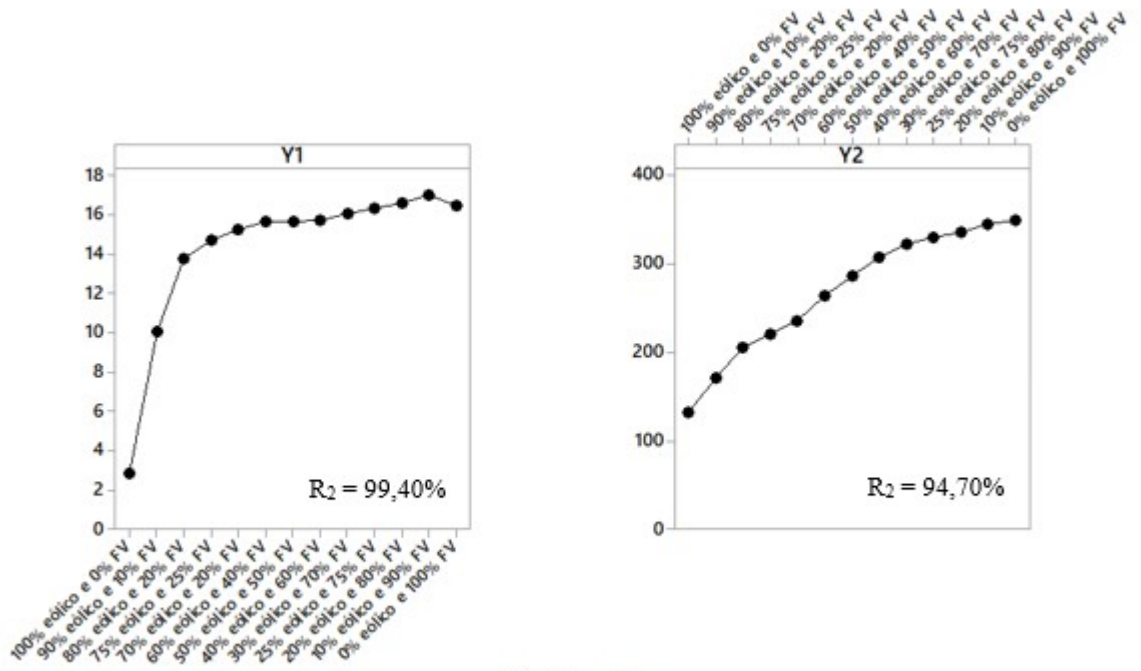 Y1
18
16
14
12
10
8
6
4
2
0
R₂ = 99,40%
100% eólico e 0% FV
90% eólico e 10% FV
80% eólico e 20% FV
75% eólico e 25% FV
70% eólico e 20% FV
60% eólico e 40% FV
50% eólico e 50% FV
40% eólico e 60% FV
30% eólico e 70% FV
25% eólico e 75% FV
20% eólico e 80% FV
10% eólico e 90% FV
0% eólico e 100% FV
100% eólico e 0% FV
90% eólico e 10% FV
80% eólico e 20% FV
75% eólico e 25% FV
70% eólico e 20% FV
60% eólico e 40% FV
50% eólico e 50% FV
40% eólico e 60% FV
30% eólico e 70% FV
25% eólico e 75% FV
20% eólico e 80% FV
10% eólico e 90% FV
0% eólico e 100% FV
Y2
400
300
200
100
0
R₂ = 94,70%